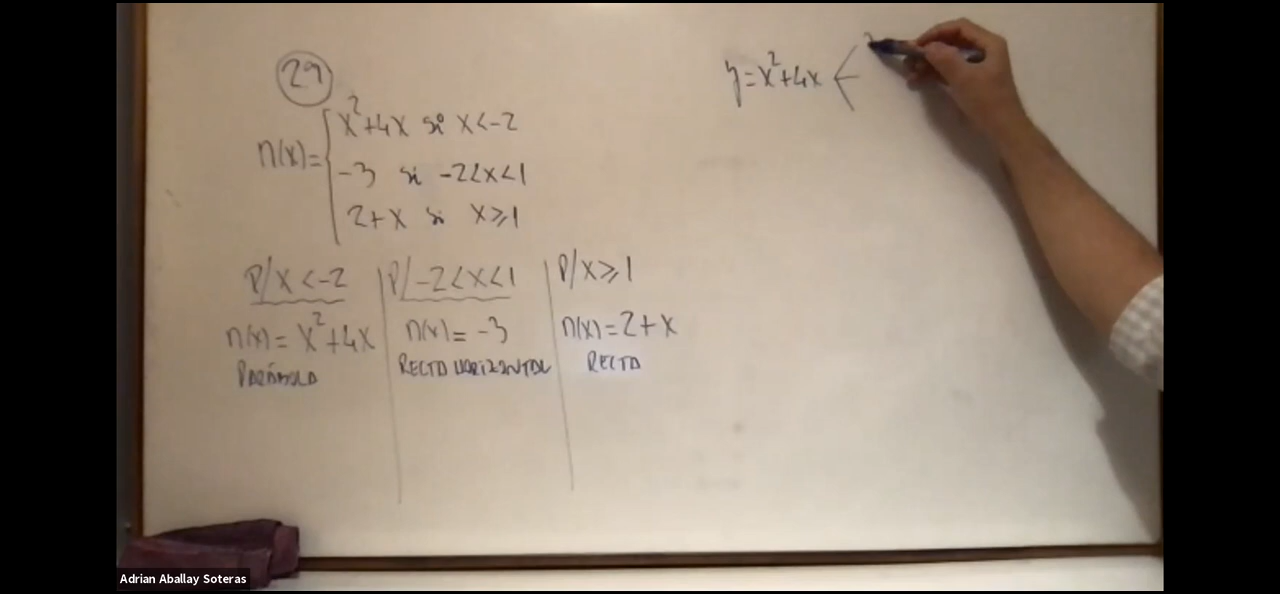 29
n(x)= { x²+4x si x<-2
-3 si -2<x<1
2+x si x⩾1
P/x<-2 | P/-2<x<1 | P/x⩾1
n(x)= x²+4x | n(x)= -3 | n(x)=2+x
PARÁBOLA | RECTA HORIZONTAL | RECTA
y=x²+4x <
Adrian Aballay Soteras